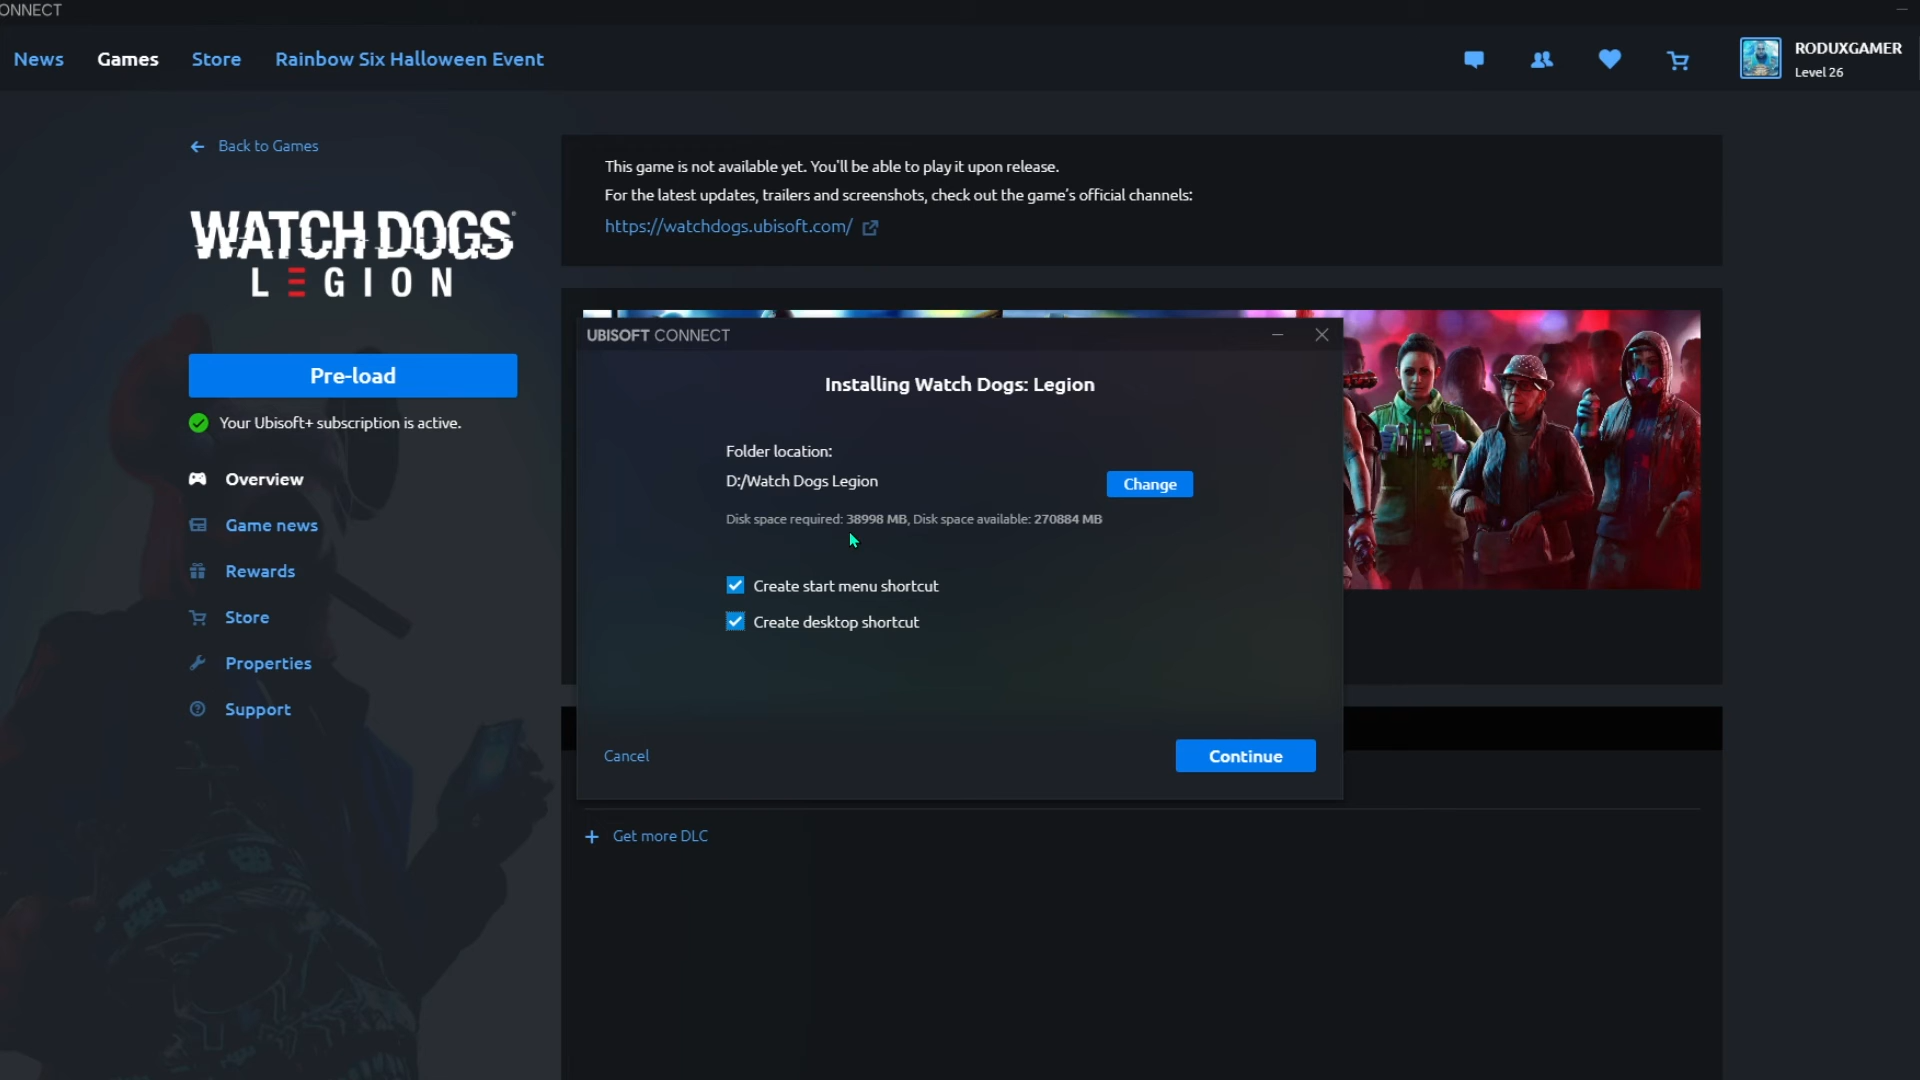 ONNECT
News
Games
Store
Rainbow Six Halloween Event
RODUXGAMER
Level 26
Back to Games
WATCH DOGS
LEGION
Pre-load
Your Ubisoft+ subscription is active.
Overview
Game news
Rewards
Store
Properties
Support
This game is not available yet. You'll be able to play it upon release.
For the latest updates, trailers and screenshots, check out the game's official channels:
https://watchdogs.ubisoft.com/
UBISOFT CONNECT
Installing Watch Dogs: Legion
Folder location:
D:/Watch Dogs Legion
Change
Disk space required: 38998 MB, Disk space available: 270884 MB
Create start menu shortcut
Create desktop shortcut
Cancel
Continue
Get more DLC